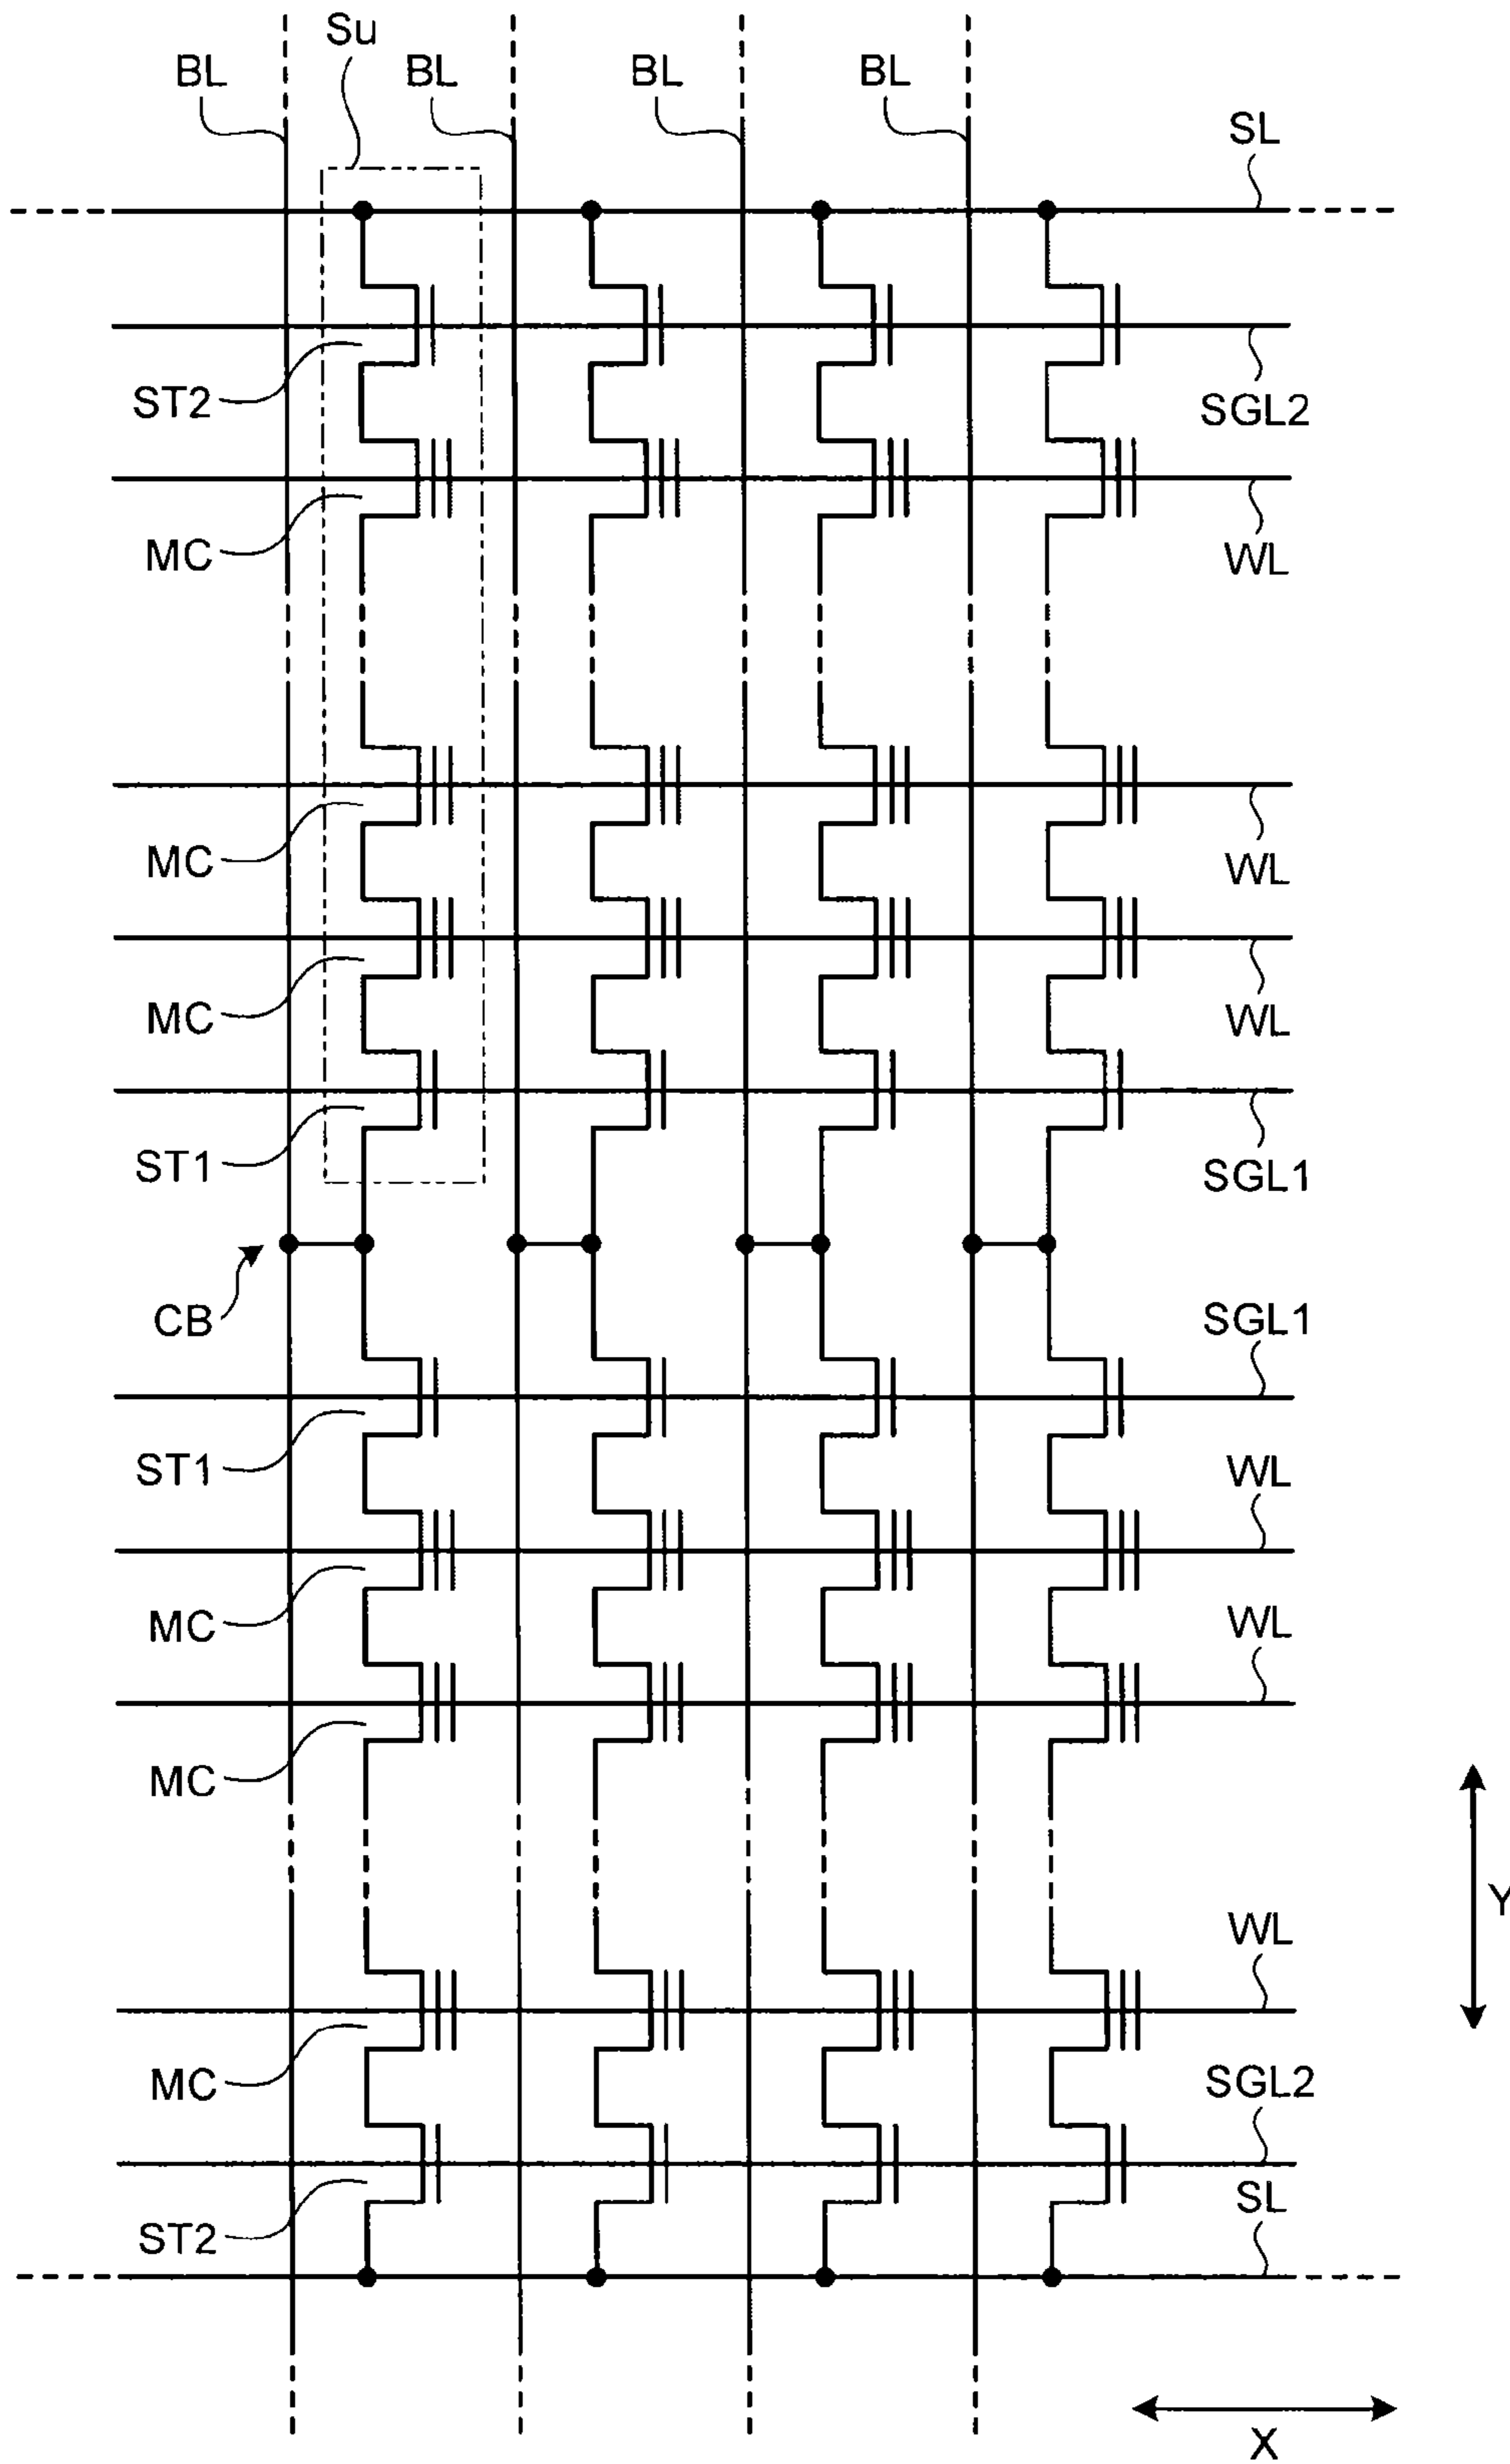 Su
BL BL BL BL
SL
ST2 SGL2
MC WL
MC WL
MC WL
ST1 SGL1
CB SGL1
ST1 WL
MC WL
MC
Y
WL
MC SGL2
ST2 SL
X